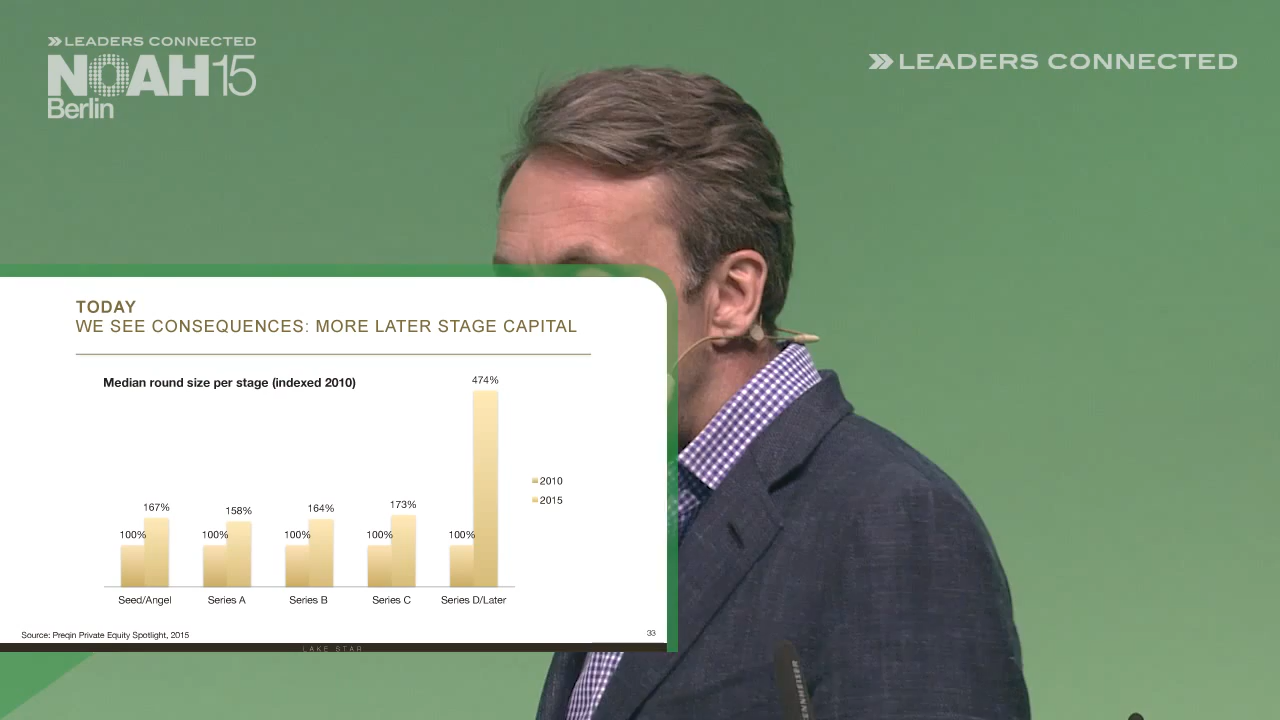 LEADERS CONNECTED
NOAH15
Berlin
LEADERS CONNECTED
TODAY
WE SEE CONSEQUENCES: MORE LATER STAGE CAPITAL
Median round size per stage (indexed 2010)
474%
2010
2015
167%
158%
164%
173%
100%
100%
100%
100%
100%
Seed/Angel
Series A
Series B
Series C
Series D/Later
Source: Preqin Private Equity Spotlight, 2015
33
LAKE STAR